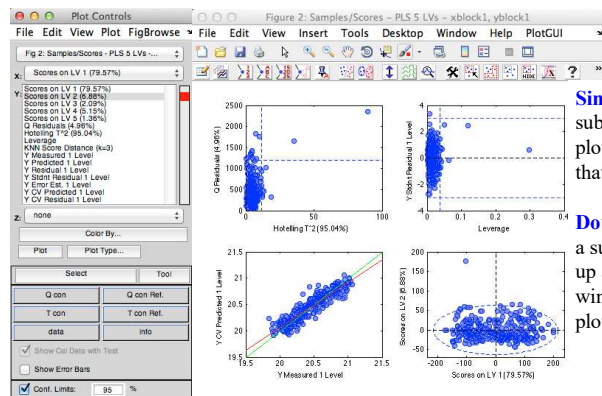 Plot Controls
File Edit View Plot FigBrowse
Fig 2: Samples/Scores - PLS 5 LVs -...
X: Scores on LV 1 (79.57%)
Y: Scores on LV 1 (79.57%)
Scores on LV 2 (6.88%)
Scores on LV 3 (2.09%)
Scores on LV 4 (5.15%)
Scores on LV 5 (1.36%)
Q Residuals (4.96%)
Hotelling T^2 (95.04%)
Leverage
KNN Score Distance (k=3)
Y Measured 1 Level
Y Predicted 1 Level
Y Residual 1 Level
Y Stdnt Residual 1 Level
Y Error Est. 1 Level
Y CV Predicted 1 Level
Y CV Residual 1 Level
Z: none
Color By...
Plot Plot Type...
Select Tool
Q con Q con Ref.
T con T con Ref.
data info
Show Cal Data with Test
Show Error Bars
Conf. Limits: 95 %
Figure 2: Samples/Scores - PLS 5 LVs - xblock1, yblock1
File Edit View Insert Tools Desktop Window Help PlotGUI
2500
2000
1500
1000
500
0
0 50 100
Q Residuals (4.96%)
Hotelling T^2 (95.04%)
4
2
0
-2
-4
0 0.1 0.2 0.3 0.4
Y Stdnt Residual 1 Level
Leverage
21.5
21
20.5
20
19.5
19.5 20 20.5 21 21.5
Y CV Predicted 1 Level
Y Measured 1 Level
200
150
100
50
0
-50
-200 -100 0 100 200
Scores on LV 2 (6.88%)
Scores on LV 1 (79.57%)
sub
plo
that
a su
up
win
plo